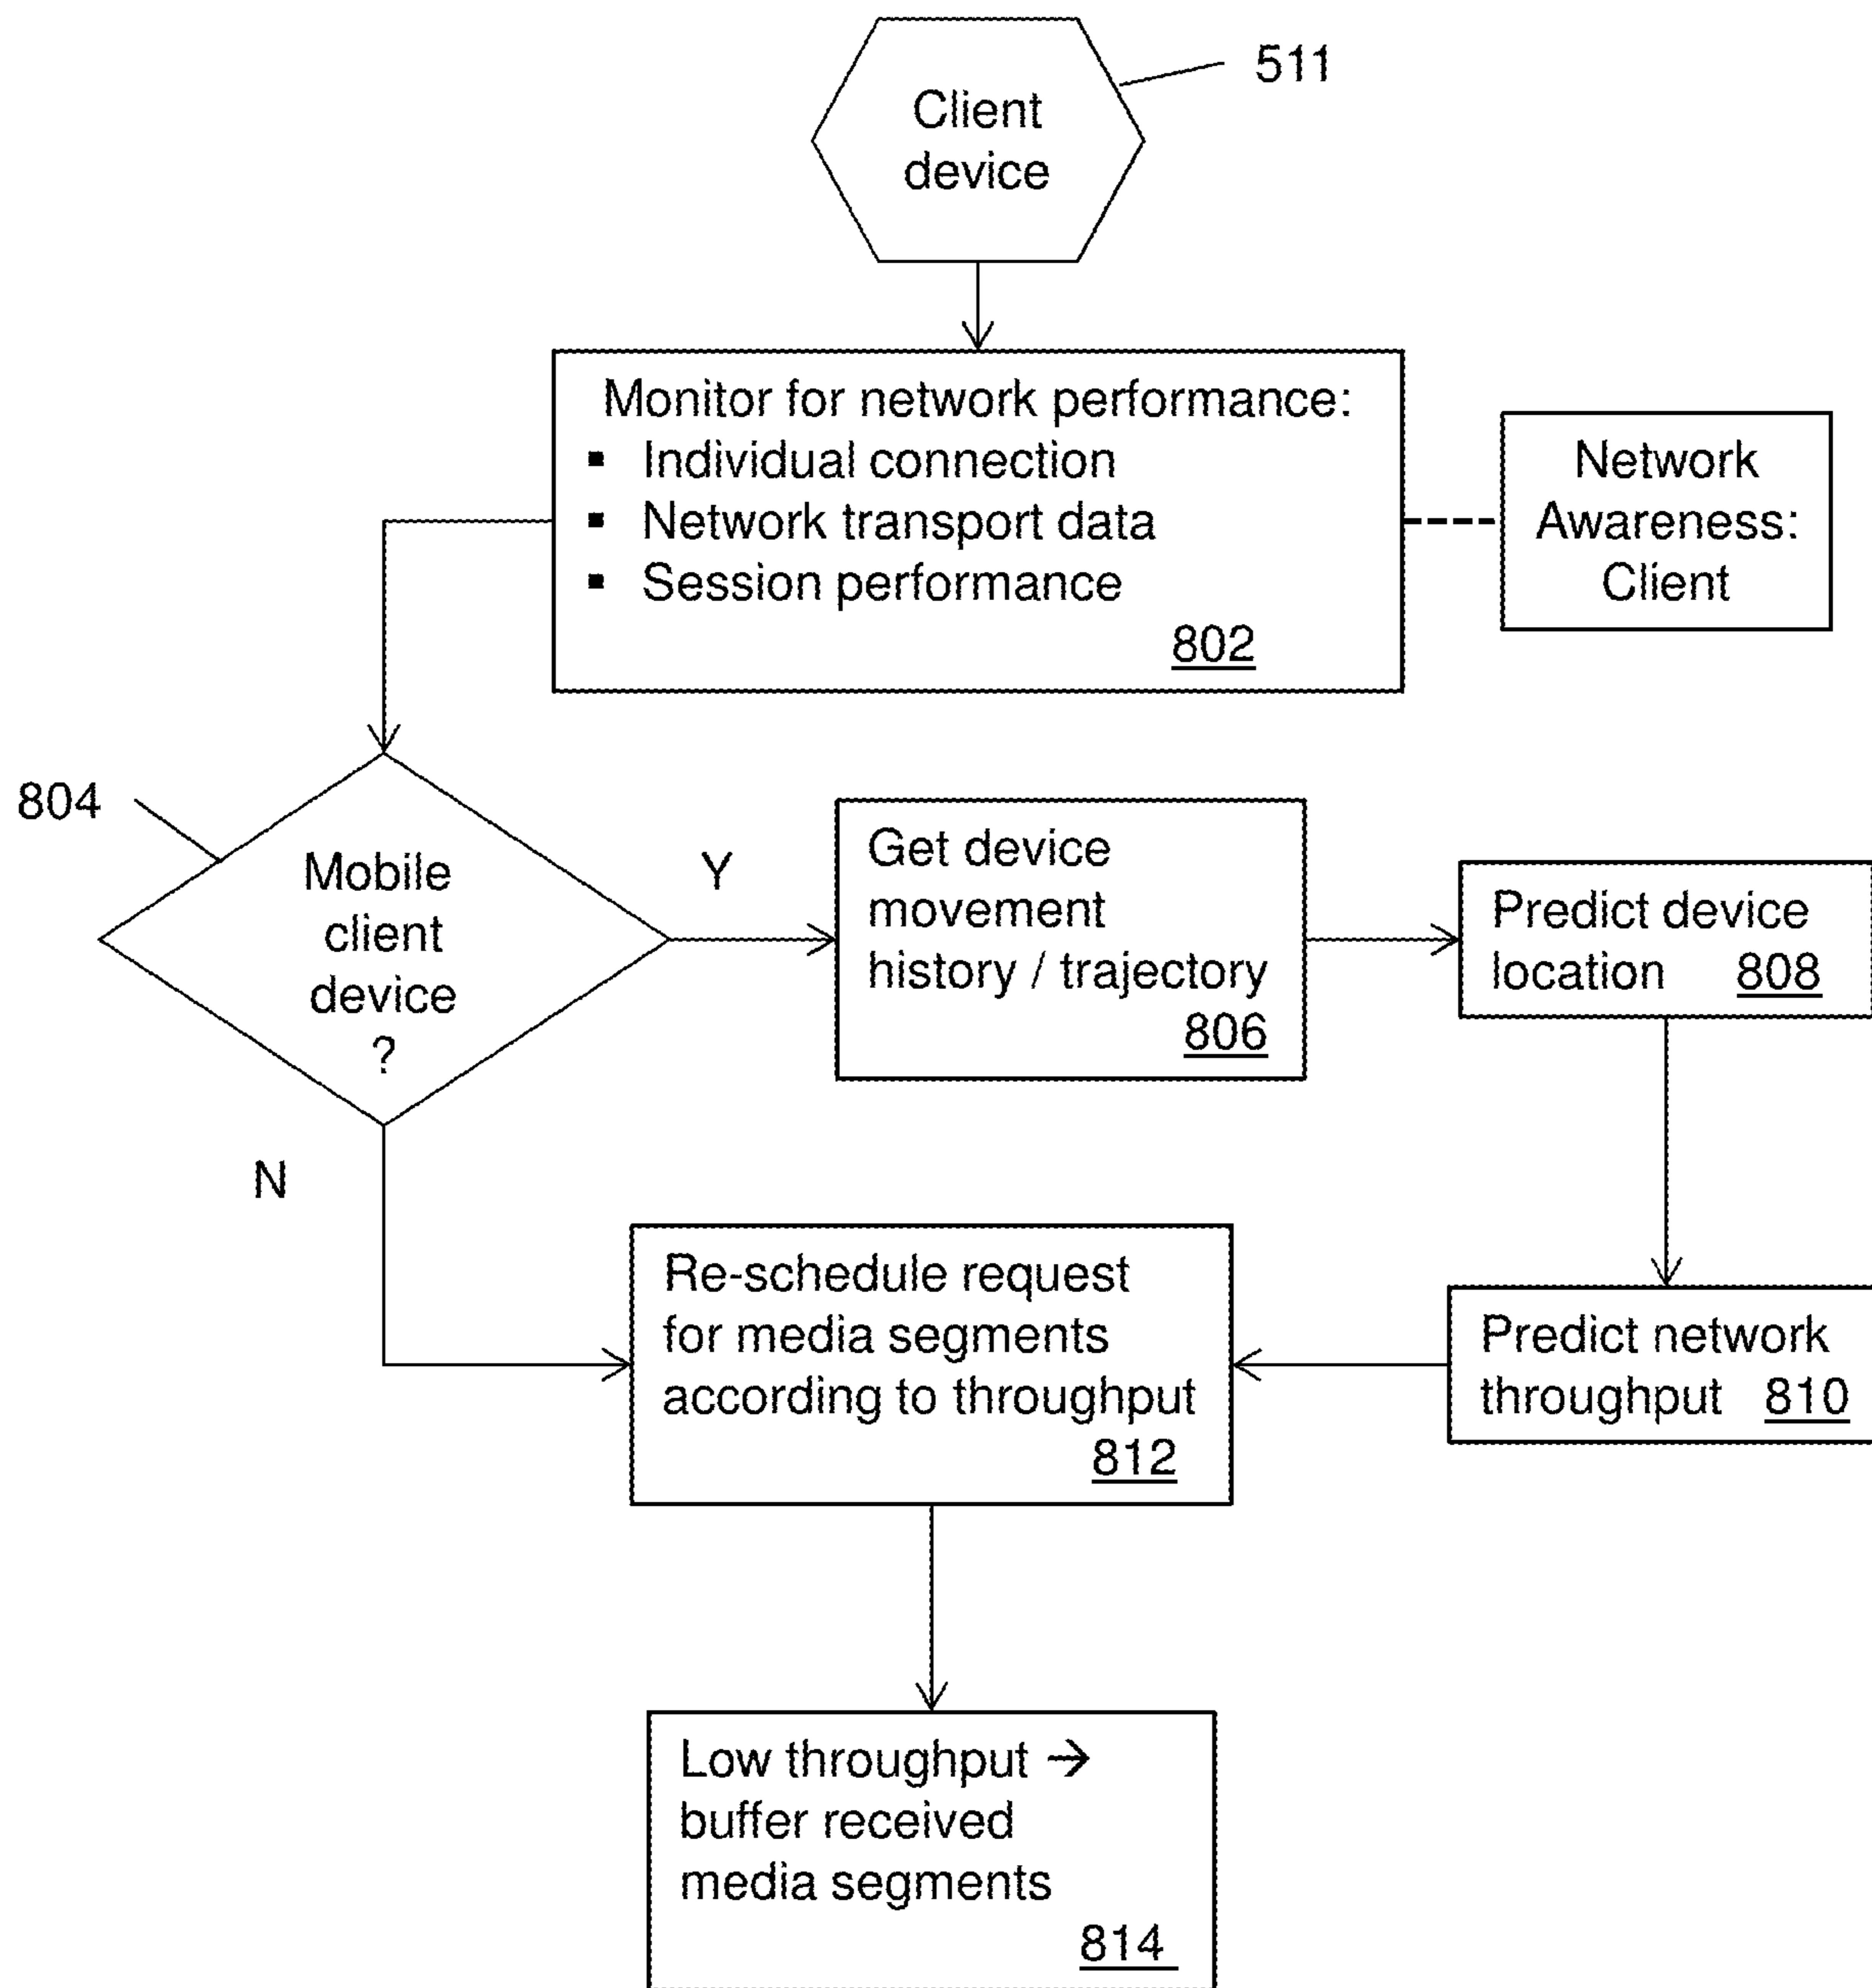 Client
device
511
Monitor for network performance:
▪ Individual connection
▪ Network transport data
▪ Session performance
802
Network
Awareness:
Client
804
Mobile
client
device
?
Y
N
Get device
movement
history / trajectory
806
Predict device
location 808
Predict network
throughput 810
Re-schedule request
for media segments
according to throughput
812
Low throughput →
buffer received
media segments
814